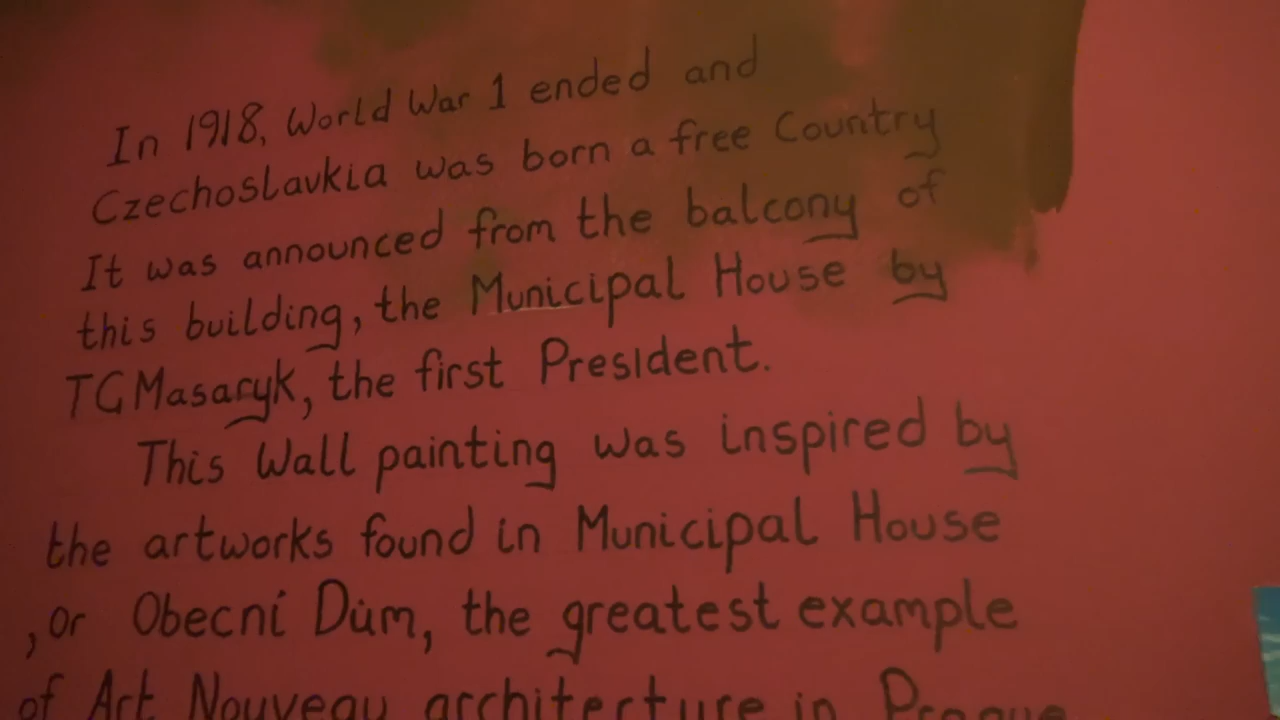 In 1918, World War 1 ended and
Czechoslavkia was born a free Country
It was announced from the balcony of
this building, the Municipal House by
TGMasaryk, the first President.
This Wall painting was inspired by
the artworks found in Municipal House
, or Obecní Dům, the greatest example
of Art Nouveau architecture in Prague